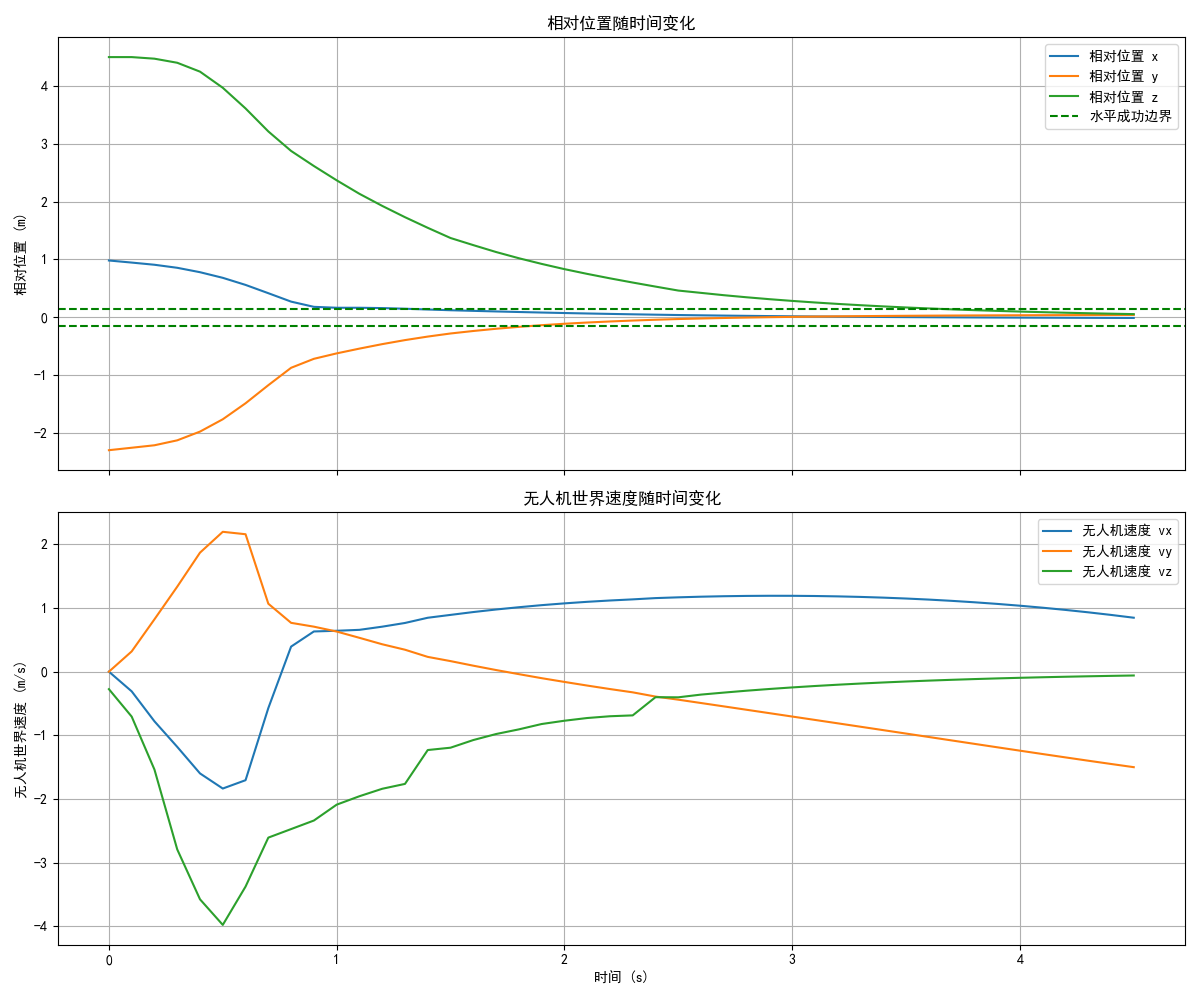 相对位置随时间变化
相对位置 x
相对位置 y
相对位置 z
水平成功边界
相对位置 (m)
4
3
2
1
0
−1
−2
无人机世界速度随时间变化
无人机速度 vx
无人机速度 vy
无人机速度 vz
无人机世界速度 (m/s)
2
1
0
−1
−2
−3
−4
0 1 2 3 4
时间 (s)